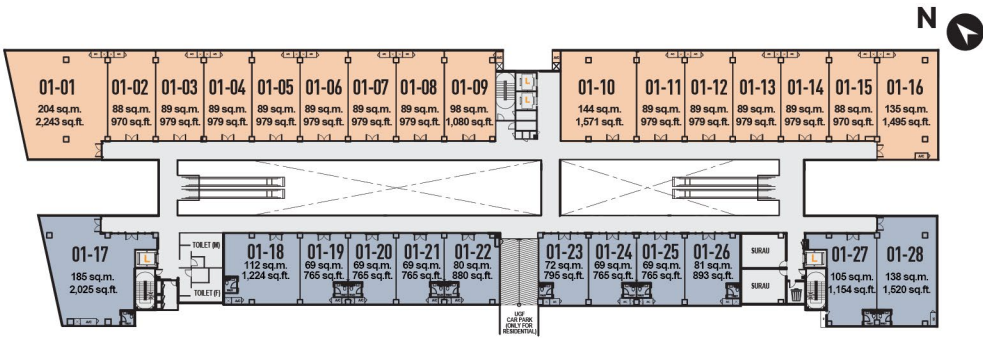 N
01-01
204 sq.m.
2,243 sq.ft.
01-02
88 sq.m.
970 sq.ft.
01-03
89 sq.m.
979 sq.ft.
01-04
89 sq.m.
979 sq.ft.
01-05
89 sq.m.
979 sq.ft.
01-06
89 sq.m.
979 sq.ft.
01-07
89 sq.m.
979 sq.ft.
01-08
89 sq.m.
979 sq.ft.
01-09
98 sq.m.
1,080 sq.ft.
L
L
01-10
144 sq.m.
1,571 sq.ft.
01-11
89 sq.m.
979 sq.ft.
01-12
89 sq.m.
979 sq.ft.
01-13
89 sq.m.
979 sq.ft.
01-14
89 sq.m.
979 sq.ft.
01-15
88 sq.m.
970 sq.ft.
01-16
135 sq.m.
1,495 sq.ft.
01-17
185 sq.m.
2,025 sq.ft.
L
TOILET (M)
TOILET (F)
01-18
112 sq.m.
1,224 sq.ft.
01-19
69 sq.m.
765 sq.ft.
01-20
69 sq.m.
765 sq.ft.
01-21
69 sq.m.
765 sq.ft.
01-22
80 sq.m.
880 sq.ft.
UGF
CAR PARK
(ONLY FOR
RESIDENTIAL)
01-23
72 sq.m.
795 sq.ft.
01-24
69 sq.m.
765 sq.ft.
01-25
69 sq.m.
765 sq.ft.
01-26
81 sq.m.
893 sq.ft.
SURAU
SURAU
L
01-27
105 sq.m.
1,154 sq.ft.
01-28
138 sq.m.
1,520 sq.ft.